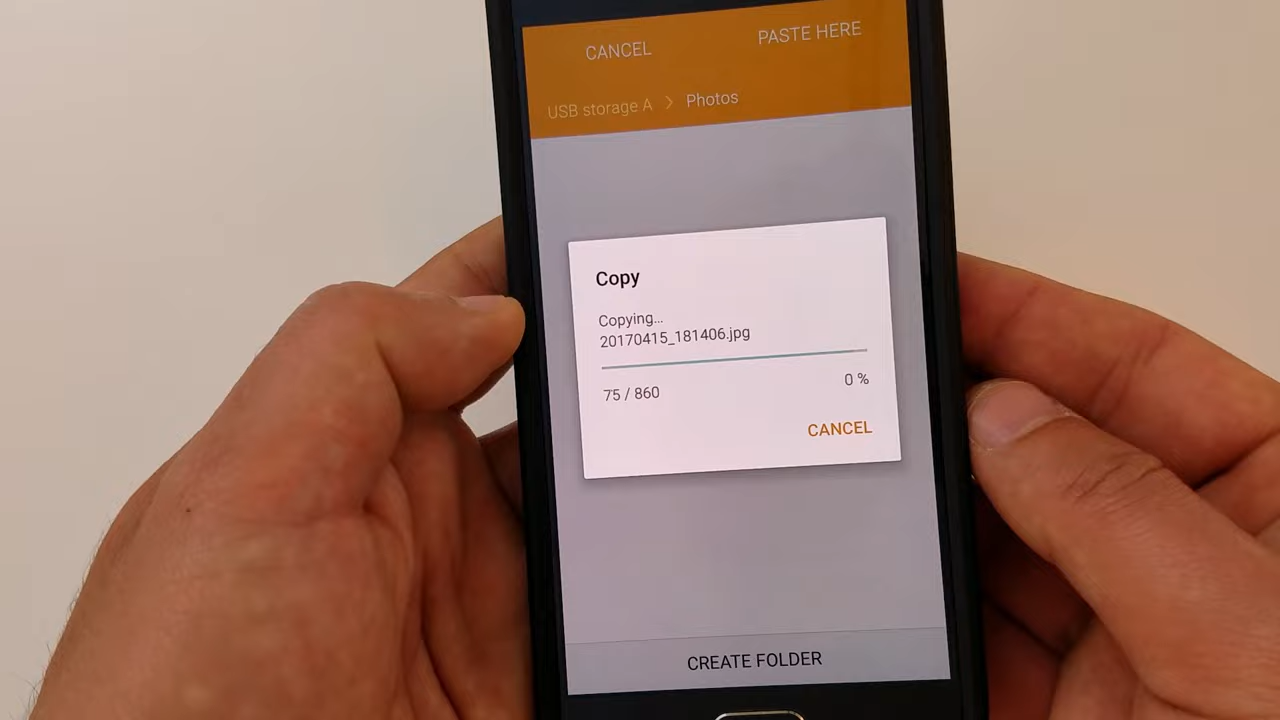 CANCEL PASTE HERE
USB storage A > Photos
Copy
Copying...
20170415_181406.jpg
75 / 860 0 %
CANCEL
CREATE FOLDER